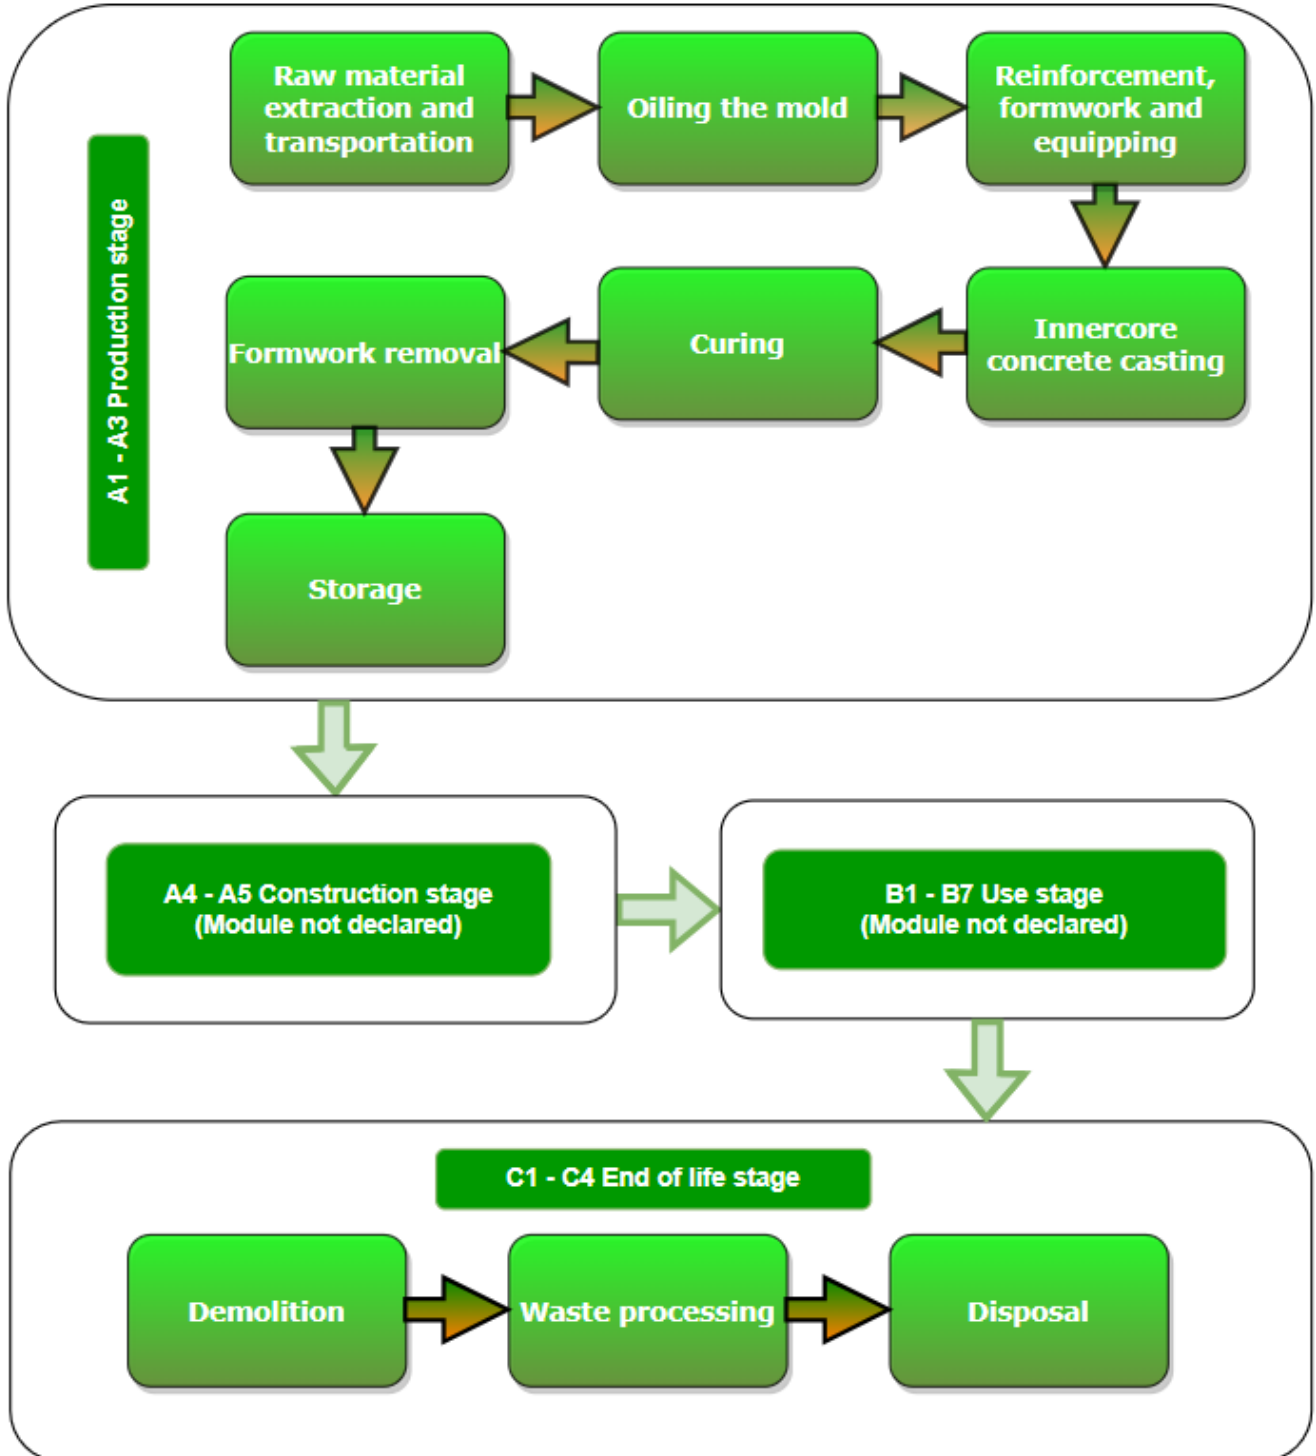 A1 - A3 Production stage
Raw material
extraction and
transportation
Oiling the mold
Reinforcement,
formwork and
equipping
Innercore
concrete casting
Curing
Formwork removal
Storage
A4 - A5 Construction stage
(Module not declared)
B1 - B7 Use stage
(Module not declared)
C1 - C4 End of life stage
Demolition
Waste processing
Disposal